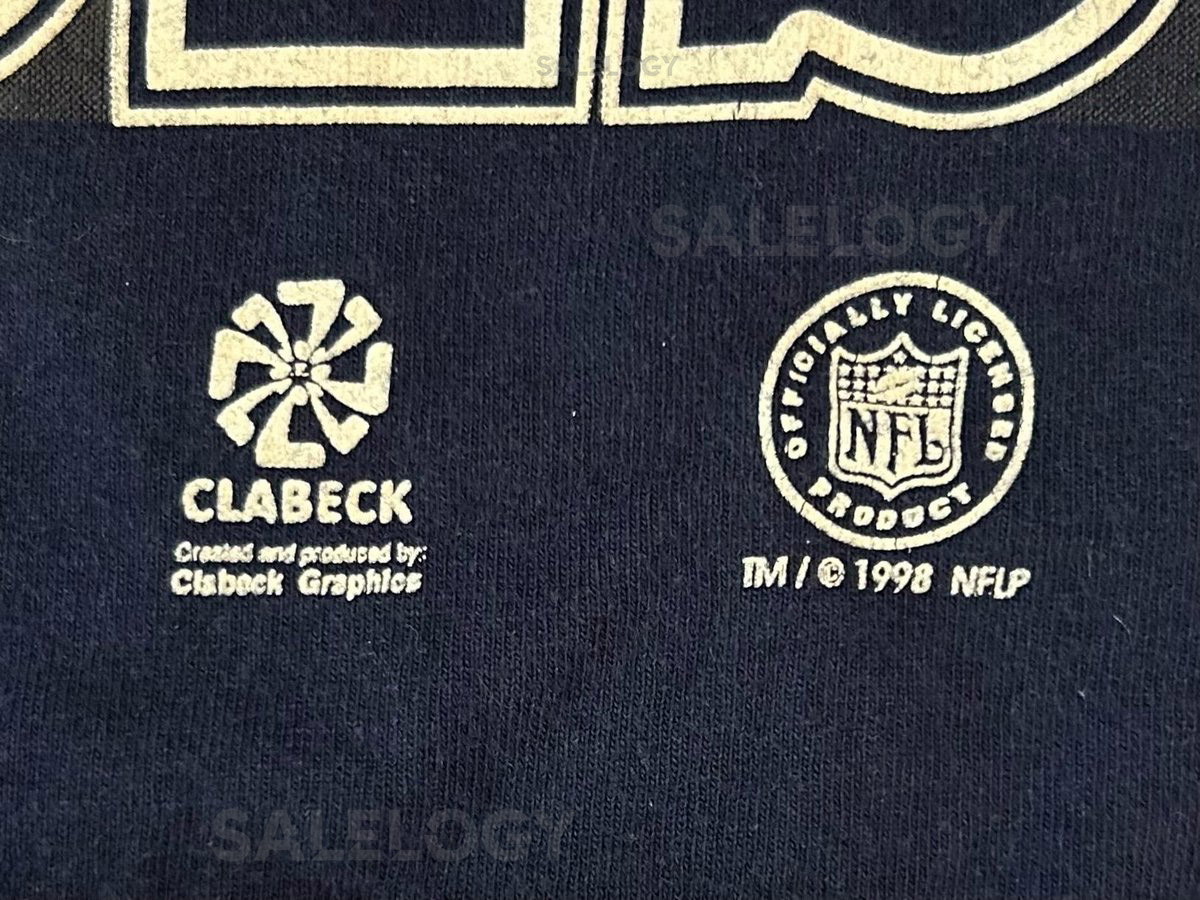 SALELOGY
SALELOGY
OFFICIALLY LICENSED
NFL
PRODUCT
CLABECK
Created and produced by:
Clabeck Graphics
TM / © 1998 NFLP
SALELOGY